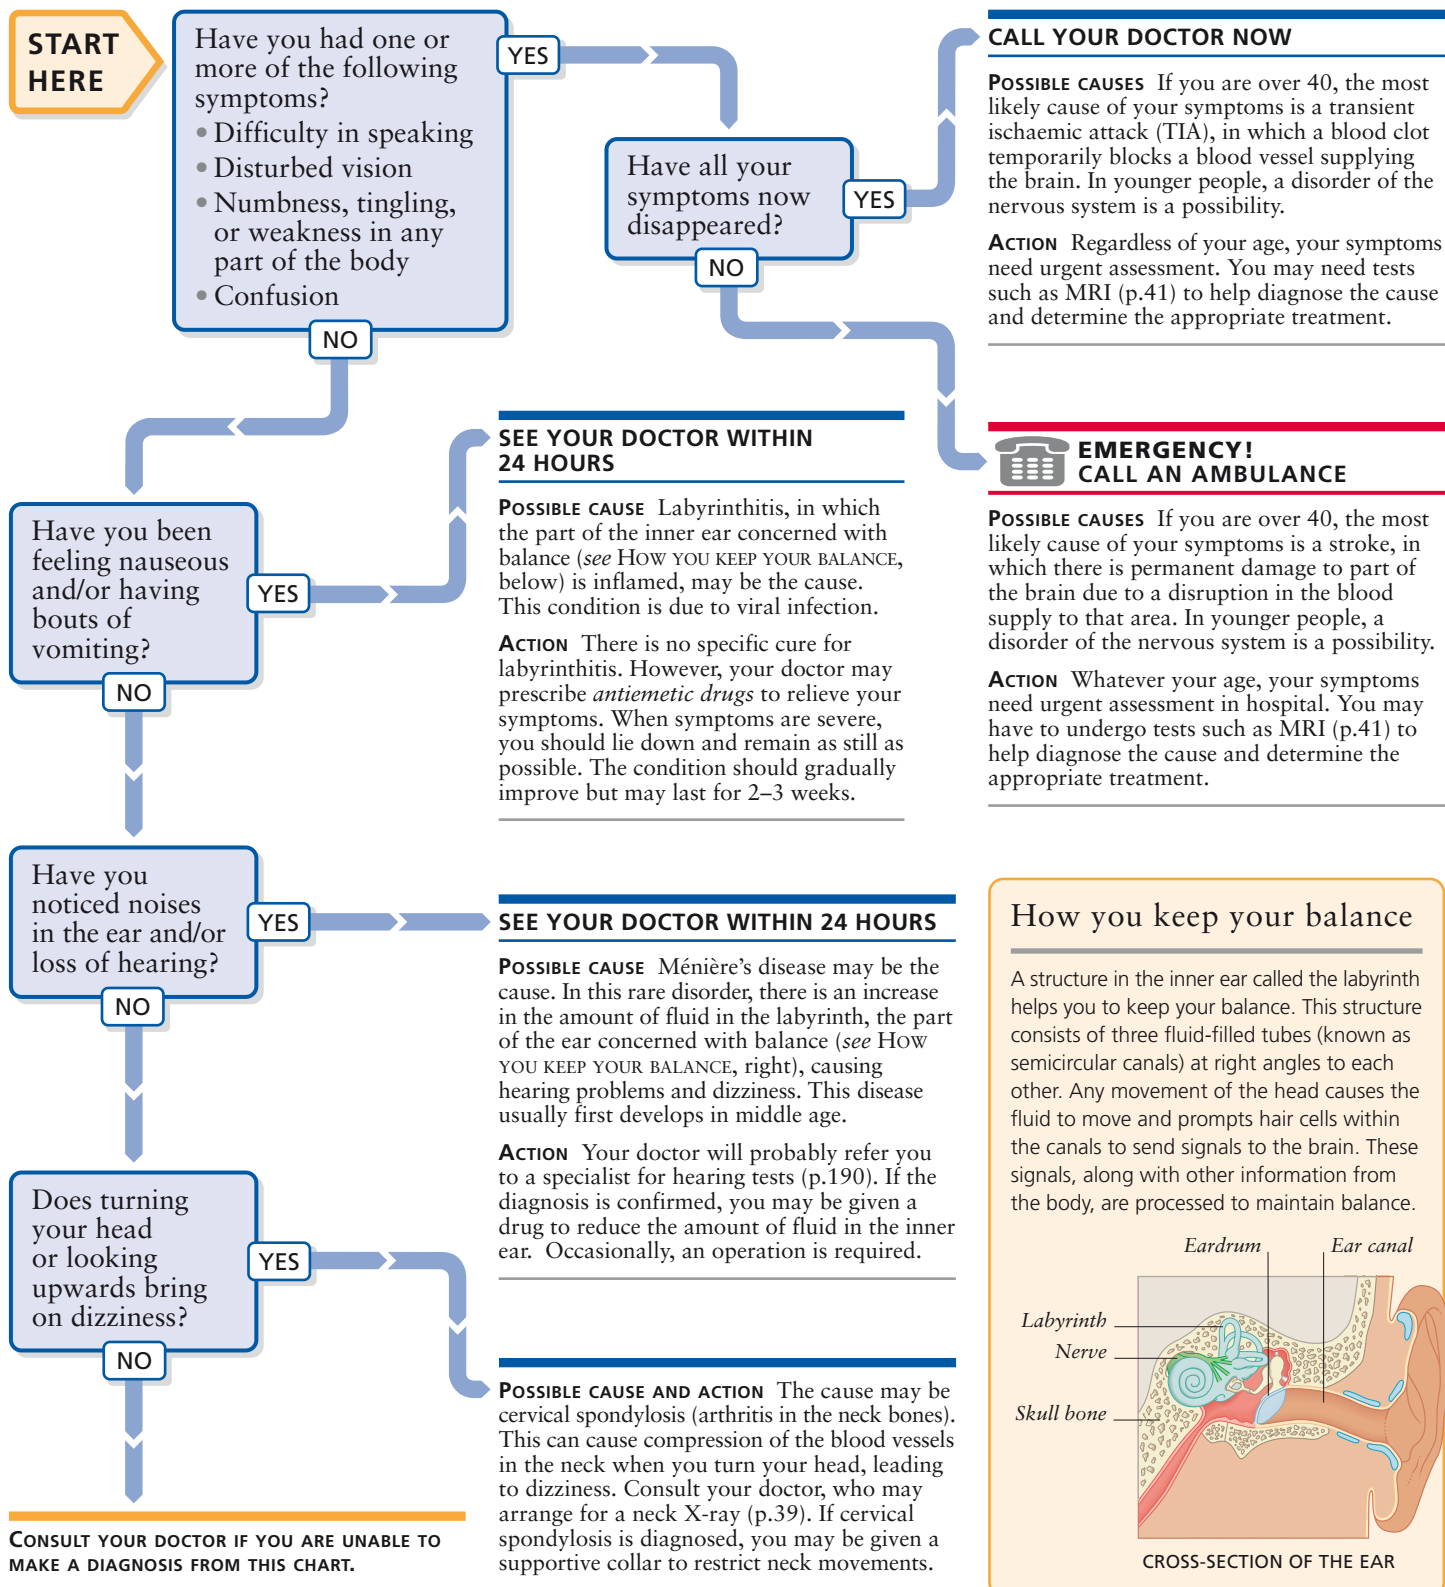 START
HERE
Have you had one or
more of the following
symptoms?
• Difficulty in speaking
• Disturbed vision
• Numbness, tingling,
or weakness in any
part of the body
• Confusion
YES
NO
Have all your
symptoms now
disappeared?
YES
NO
CALL YOUR DOCTOR NOW
POSSIBLE CAUSES If you are over 40, the most
likely cause of your symptoms is a transient
ischaemic attack (TIA), in which a blood clot
temporarily blocks a blood vessel supplying
the brain. In younger people, a disorder of the
nervous system is a possibility.
ACTION Regardless of your age, your symptoms
need urgent assessment. You may need tests
such as MRI (p.41) to help diagnose the cause
and determine the appropriate treatment.
EMERGENCY!
CALL AN AMBULANCE
POSSIBLE CAUSES If you are over 40, the most
likely cause of your symptoms is a stroke, in
which there is permanent damage to part of
the brain due to a disruption in the blood
supply to that area. In younger people, a
disorder of the nervous system is a possibility.
ACTION Whatever your age, your symptoms
need urgent assessment in hospital. You may
have to undergo tests such as MRI (p.41) to
help diagnose the cause and determine the
appropriate treatment.
Have you been
feeling nauseous
and/or having
bouts of
vomiting?
YES
NO
SEE YOUR DOCTOR WITHIN
24 HOURS
POSSIBLE CAUSE Labyrinthitis, in which
the part of the inner ear concerned with
balance (see HOW YOU KEEP YOUR BALANCE,
below) is inflamed, may be the cause.
This condition is due to viral infection.
ACTION There is no specific cure for
labyrinthitis. However, your doctor may
prescribe antiemetic drugs to relieve your
symptoms. When symptoms are severe,
you should lie down and remain as still as
possible. The condition should gradually
improve but may last for 2–3 weeks.
Have you
noticed noises
in the ear and/or
loss of hearing?
YES
NO
SEE YOUR DOCTOR WITHIN 24 HOURS
POSSIBLE CAUSE Ménière's disease may be the
cause. In this rare disorder, there is an increase
in the amount of fluid in the labyrinth, the part
of the ear concerned with balance (see HOW
YOU KEEP YOUR BALANCE, right), causing
hearing problems and dizziness. This disease
usually first develops in middle age.
ACTION Your doctor will probably refer you
to a specialist for hearing tests (p.190). If the
diagnosis is confirmed, you may be given a
drug to reduce the amount of fluid in the inner
ear. Occasionally, an operation is required.
Does turning
your head
or looking
upwards bring
on dizziness?
YES
NO
POSSIBLE CAUSE AND ACTION The cause may be
cervical spondylosis (arthritis in the neck bones).
This can cause compression of the blood vessels
in the neck when you turn your head, leading
to dizziness. Consult your doctor, who may
arrange for a neck X-ray (p.39). If cervical
spondylosis is diagnosed, you may be given a
supportive collar to restrict neck movements.
CONSULT YOUR DOCTOR IF YOU ARE UNABLE TO
MAKE A DIAGNOSIS FROM THIS CHART.
How you keep your balance
A structure in the inner ear called the labyrinth
helps you to keep your balance. This structure
consists of three fluid-filled tubes (known as
semicircular canals) at right angles to each
other. Any movement of the head causes the
fluid to move and prompts hair cells within
the canals to send signals to the brain. These
signals, along with other information from
the body, are processed to maintain balance.
Eardrum
Ear canal
Labyrinth
Nerve
Skull bone
CROSS-SECTION OF THE EAR